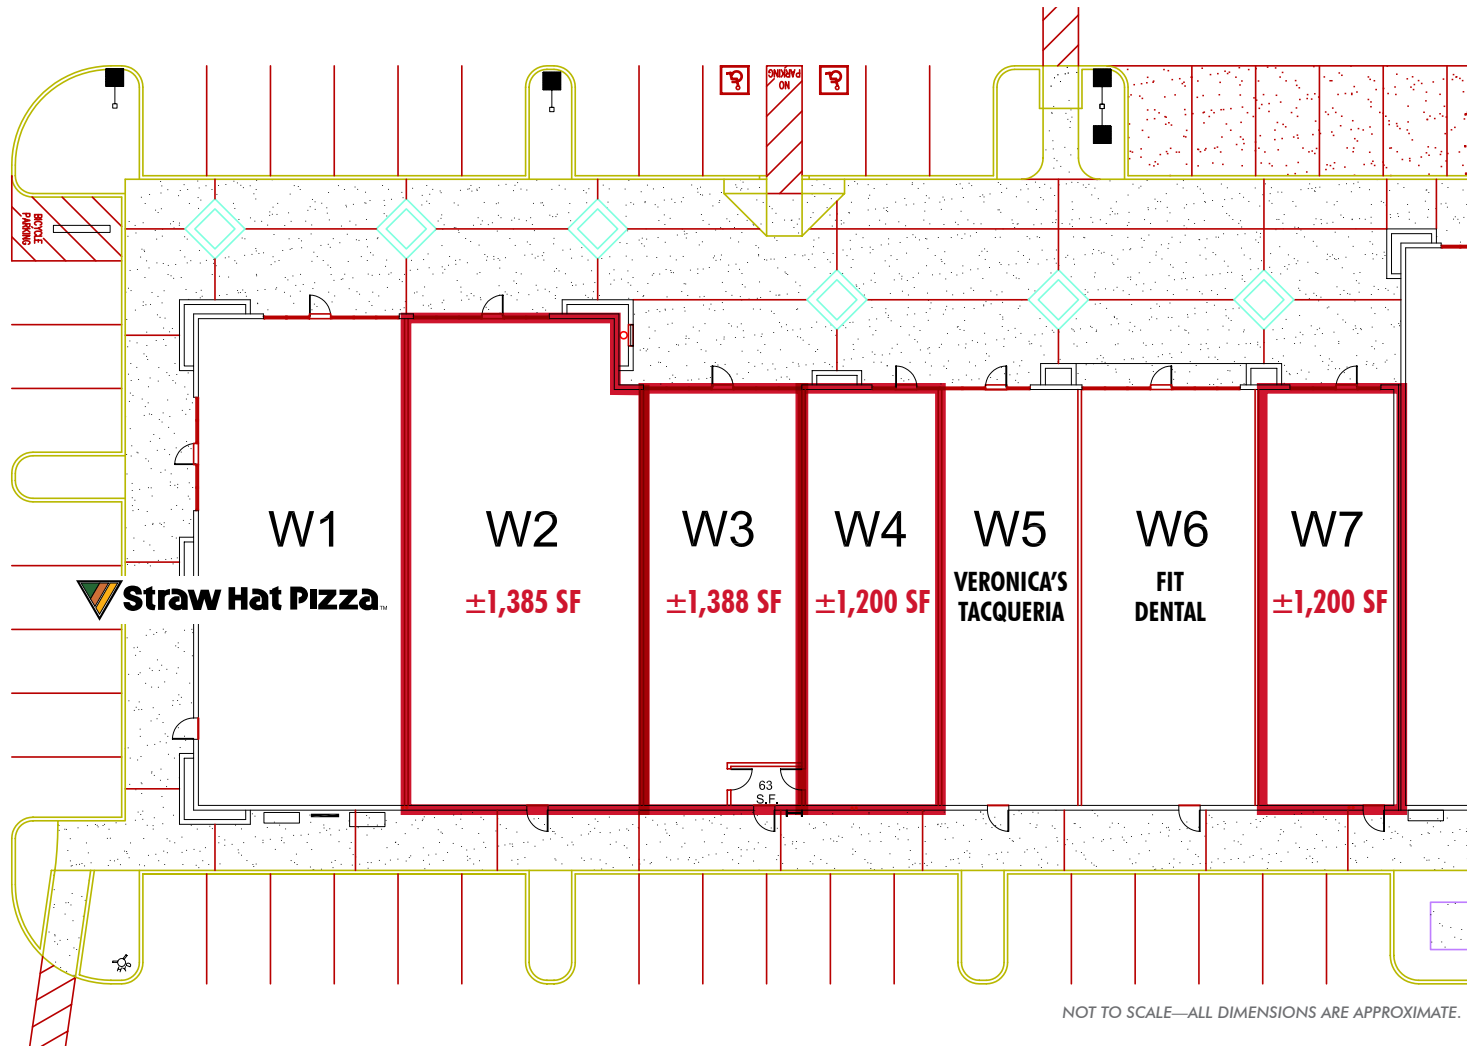 NO
PARKING
BICYCLE
PARKING
W1
W2
W3
W4
W5
W6
W7
Straw Hat Pizza™
±1,385 SF
±1,388 SF
±1,200 SF
VERONICA'S
TACQUERIA
FIT
DENTAL
±1,200 SF
63
S.F.
NOT TO SCALE—ALL DIMENSIONS ARE APPROXIMATE.